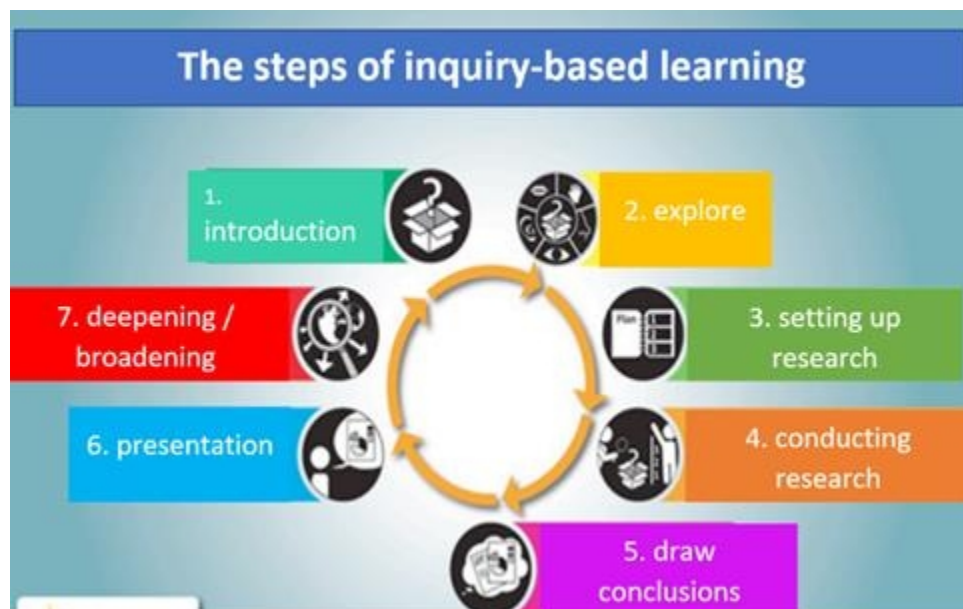 The steps of inquiry-based learning
1.
introduction
2. explore
3. setting up
research
4. conducting
research
5. draw
conclusions
6. presentation
7. deepening /
broadening
Plan